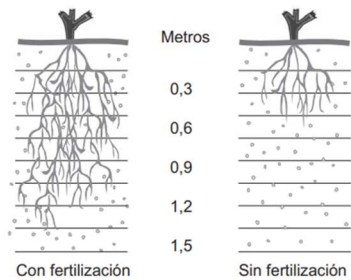 Metros
0,3
0,6
0,9
1,2
1,5
Con fertilización
Sin fertilización